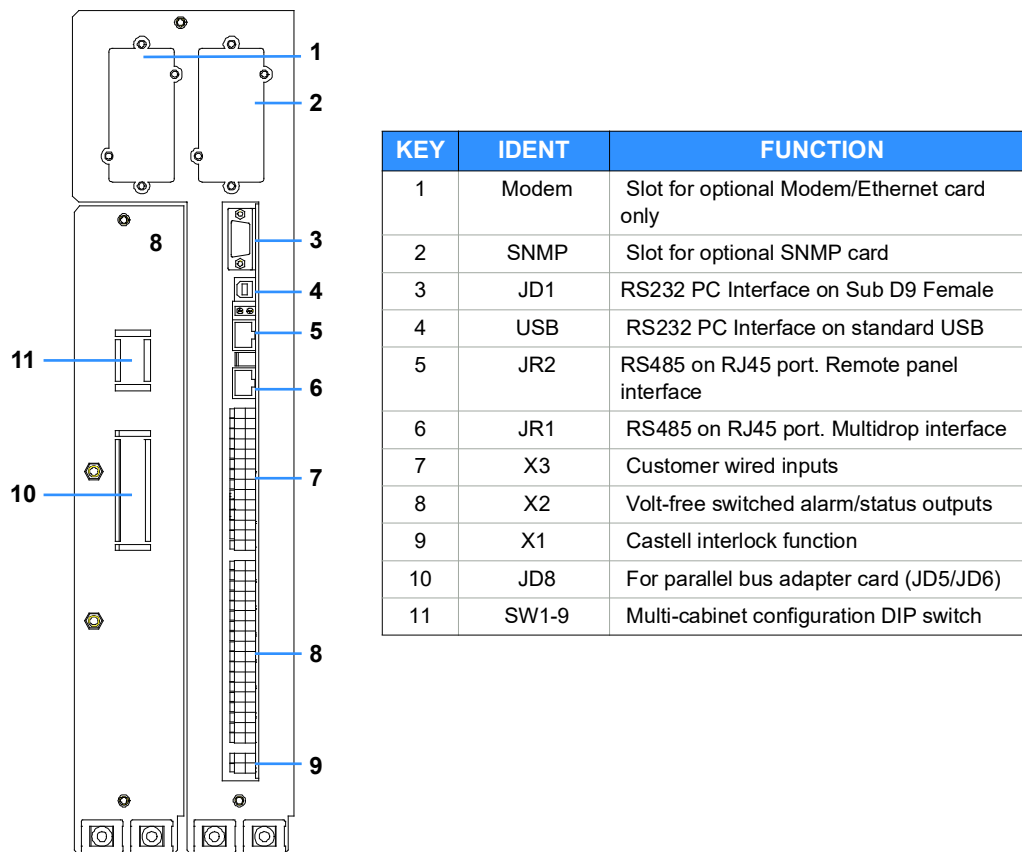 1
2
8
3
4
5
11
6
7
10
8
9
KEY IDENT FUNCTION
1 Modem Slot for optional Modem/Ethernet card
only
2 SNMP Slot for optional SNMP card
3 JD1 RS232 PC Interface on Sub D9 Female
4 USB RS232 PC Interface on standard USB
5 JR2 RS485 on RJ45 port. Remote panel
interface
6 JR1 RS485 on RJ45 port. Multidrop interface
7 X3 Customer wired inputs
8 X2 Volt-free switched alarm/status outputs
9 X1 Castell interlock function
10 JD8 For parallel bus adapter card (JD5/JD6)
11 SW1-9 Multi-cabinet configuration DIP switch